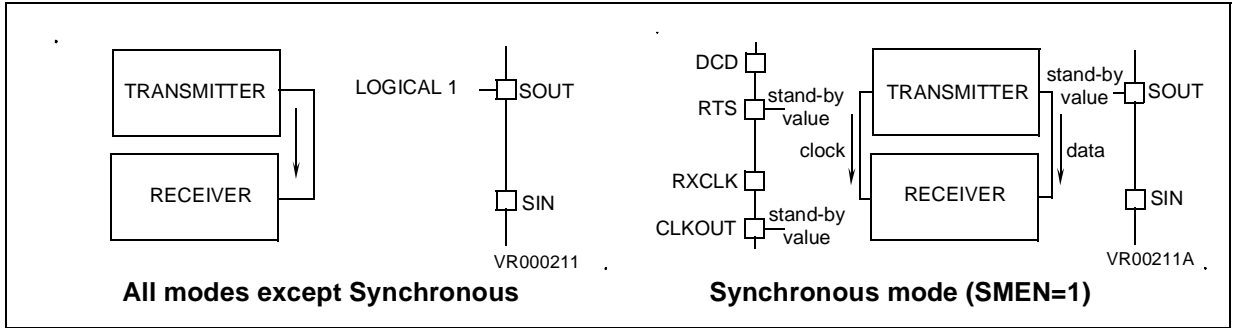 TRANSMITTER
RECEIVER
LOGICAL 1
SOUT
SIN
VR000211
All modes except Synchronous
DCD
RTS
stand-by
value
clock
RXCLK
CLKOUT
stand-by
value
TRANSMITTER
RECEIVER
data
stand-by
value
SOUT
SIN
VR00211A
Synchronous mode (SMEN=1)